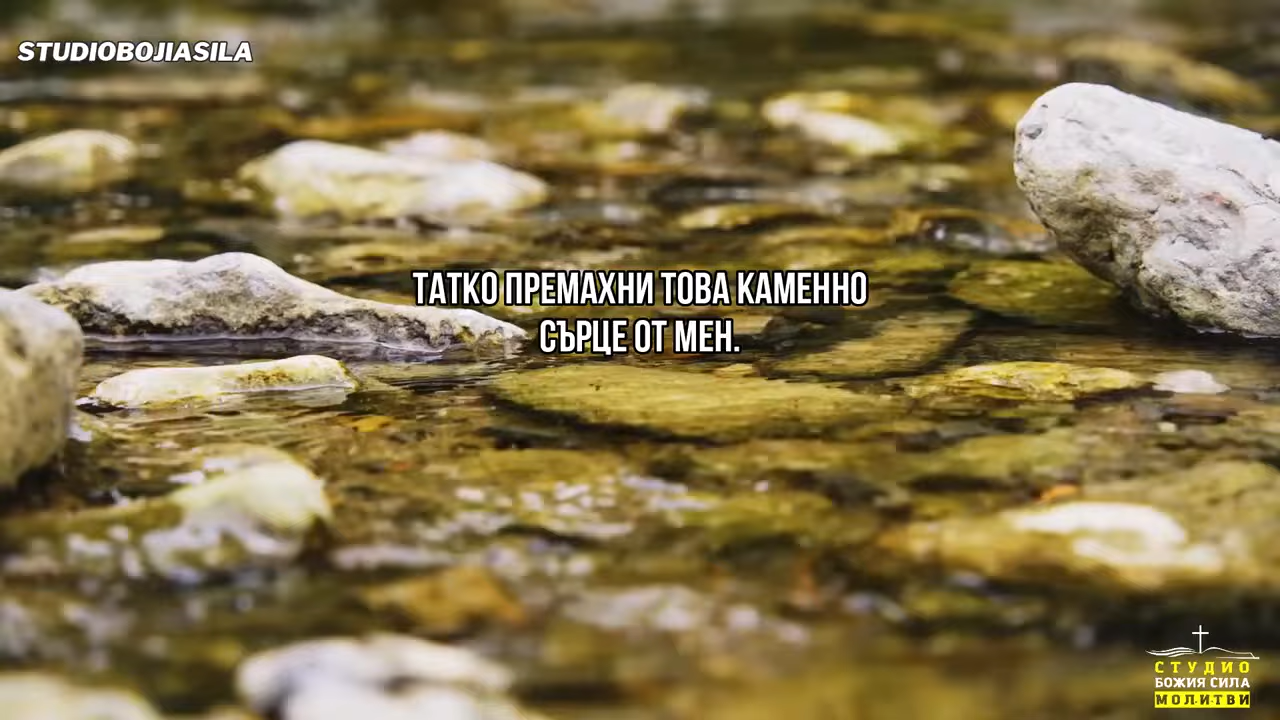 STUDIOBOJIASILA
ТАТКО ПРЕМАХНИ ТОВА КАМЕННО
СЪРЦЕ ОТ МЕН.
СТУДИО
БОЖИЯ СИЛА
МОЛИТВИ